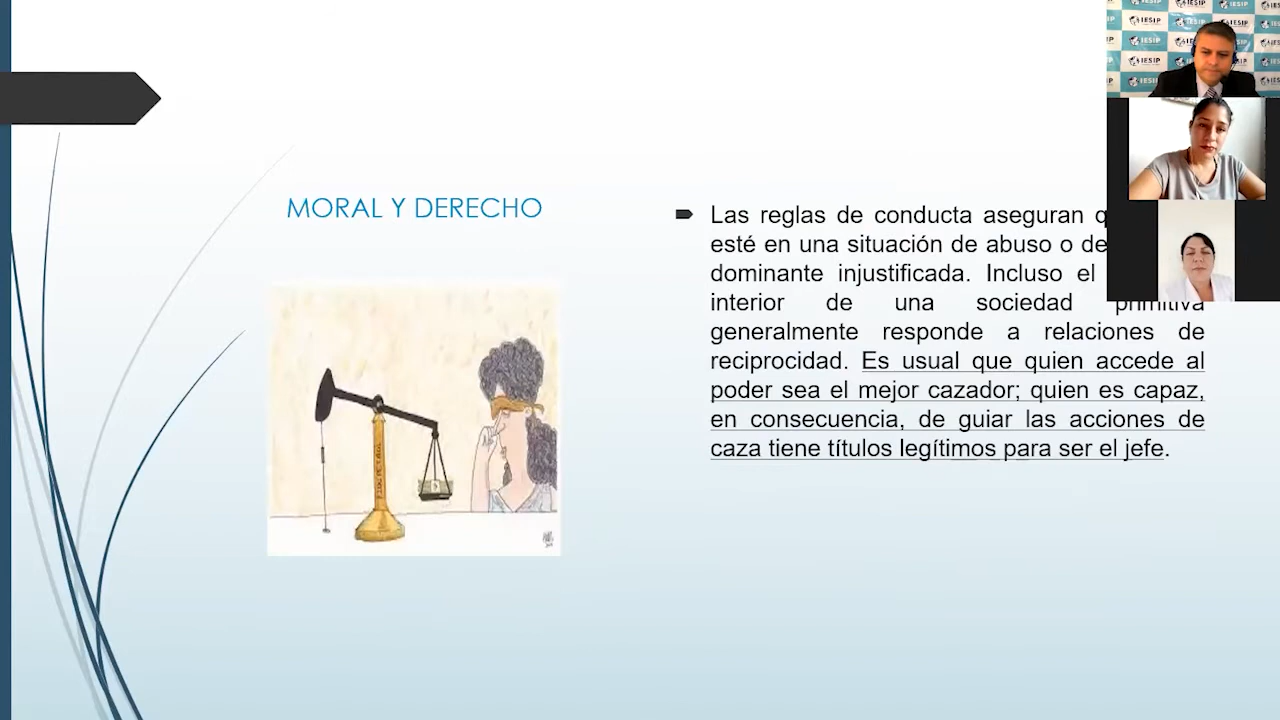 IESIP
MORAL Y DERECHO
Las reglas de conducta aseguran
esté en una situación de abuso o
dominante injustificada. Incluso el
interior de una sociedad primitiva
generalmente responde a relaciones de
reciprocidad. Es usual que quien accede al
poder sea el mejor cazador; quien es capaz,
en consecuencia, de guiar las acciones de
caza tiene títulos legítimos para ser el jefe.